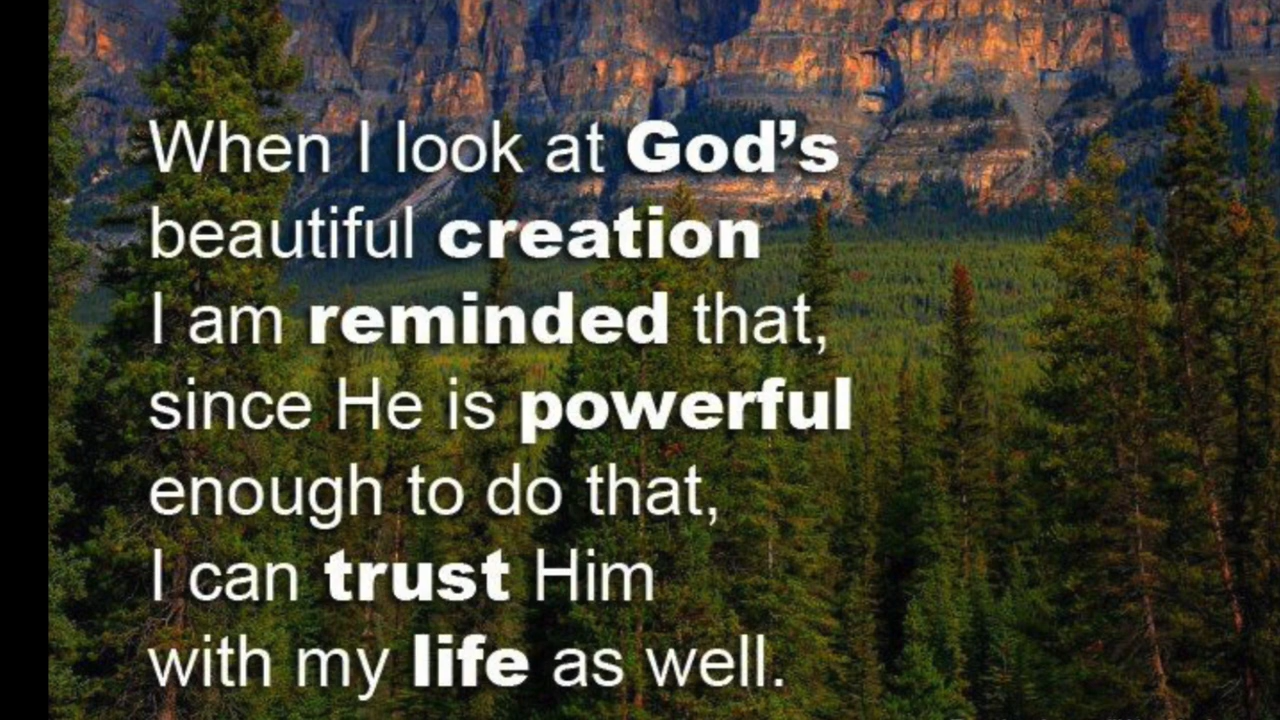 When I look at God’s
beautiful creation
I am reminded that,
since He is powerful
enough to do that,
I can trust Him
with my life as well.